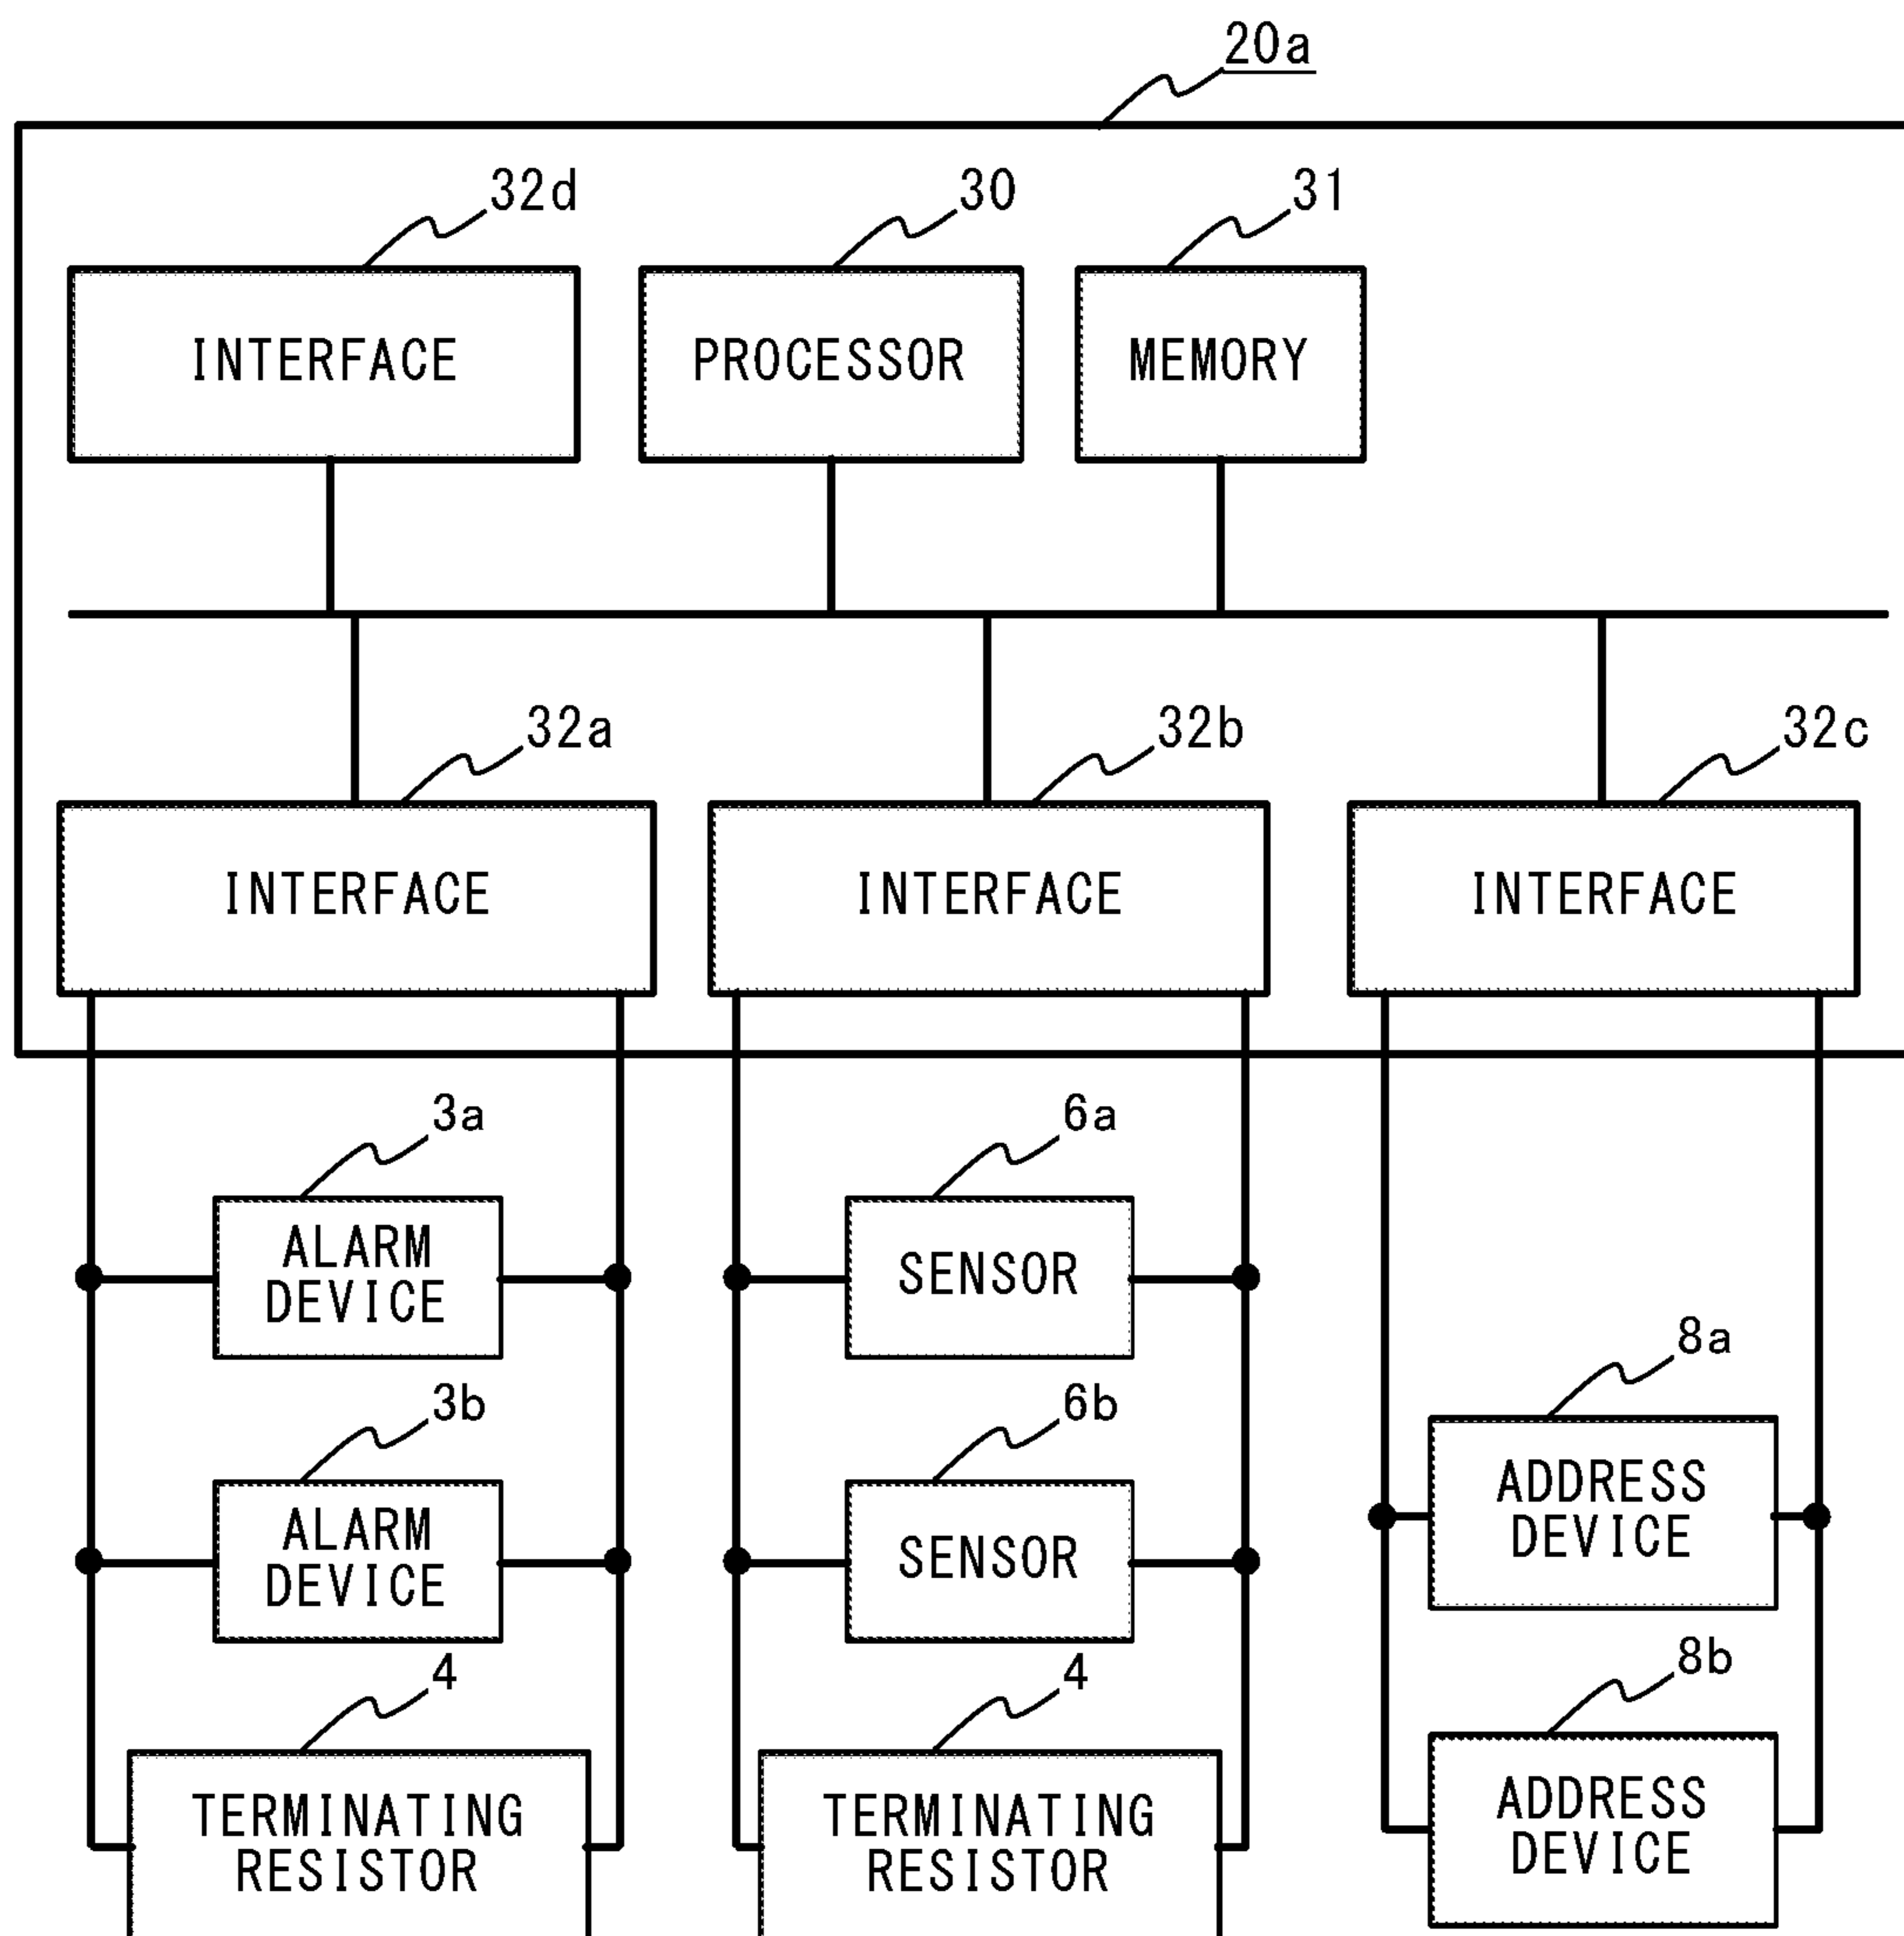 20a
32d
30
31
INTERFACE
PROCESSOR
MEMORY
32a
32b
32c
INTERFACE
INTERFACE
INTERFACE
3a
6a
ALARM
DEVICE
SENSOR
8a
3b
6b
ADDRESS
DEVICE
ALARM
DEVICE
SENSOR
4
4
8b
TERMINATING
RESISTOR
TERMINATING
RESISTOR
ADDRESS
DEVICE